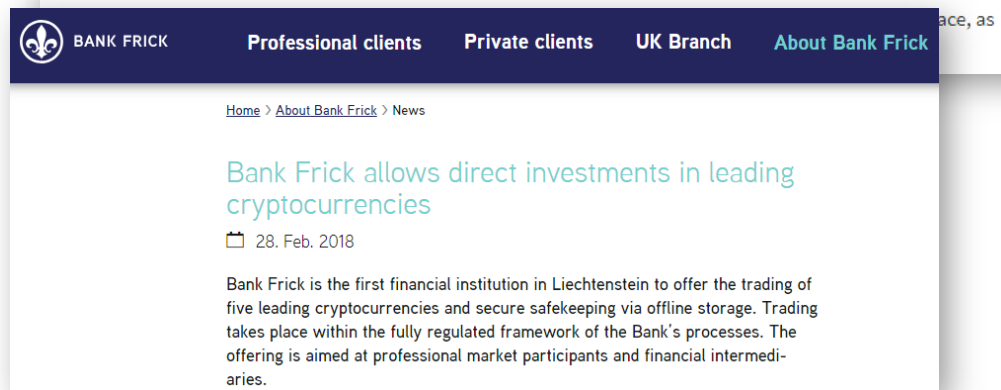 ace, as
BANK FRICK Professional clients Private clients UK Branch About Bank Frick
Home > About Bank Frick > News
Bank Frick allows direct investments in leading
cryptocurrencies
28. Feb. 2018
Bank Frick is the first financial institution in Liechtenstein to offer the trading of
five leading cryptocurrencies and secure safekeeping via offline storage. Trading
takes place within the fully regulated framework of the Bank's processes. The
offering is aimed at professional market participants and financial intermedi-
aries.